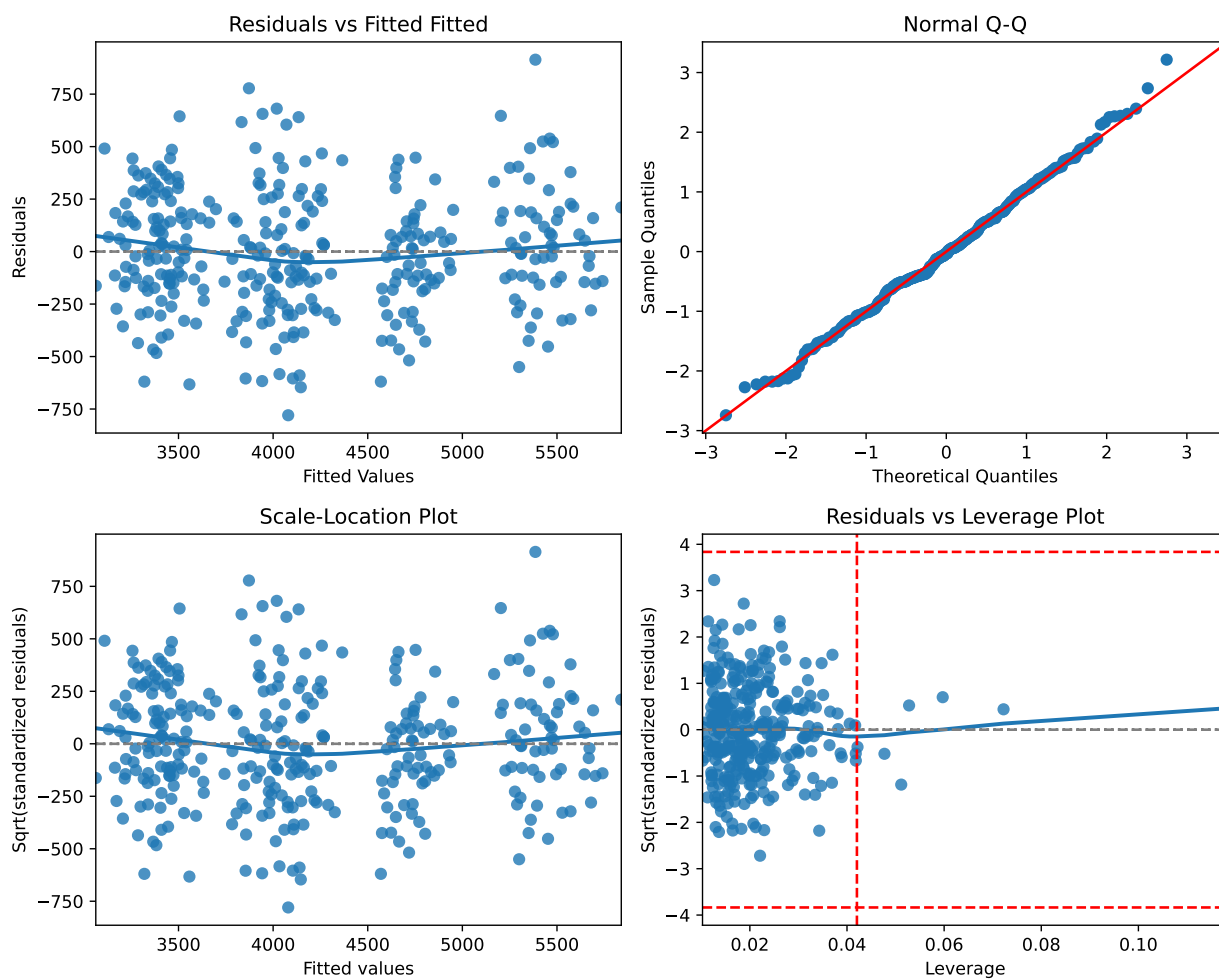 Residuals vs Fitted Fitted
Residuals
750
500
250
0
−250
−500
−750
3500 4000 4500 5000 5500
Fitted Values
Normal Q-Q
Sample Quantiles
3
2
1
0
−1
−2
−3
−3 −2 −1 0 1 2 3
Theoretical Quantiles
Scale-Location Plot
Sqrt(standardized residuals)
750
500
250
0
−250
−500
−750
3500 4000 4500 5000 5500
Fitted values
Residuals vs Leverage Plot
Sqrt(standardized residuals)
4
3
2
1
0
−1
−2
−3
−4
0.02 0.04 0.06 0.08 0.10
Leverage